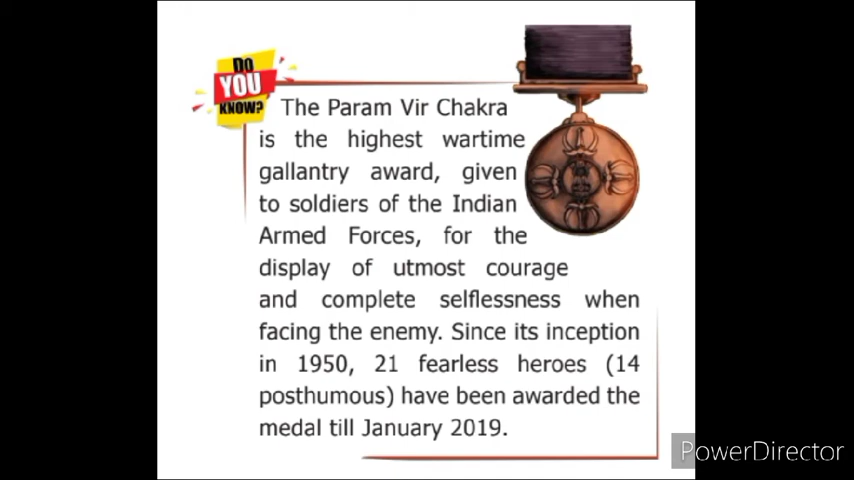 DO
YOU
KNOW?
The Param Vir Chakra
is the highest wartime
gallantry award, given
to soldiers of the Indian
Armed Forces, for the
display of utmost courage
and complete selflessness when
facing the enemy. Since its inception
in 1950, 21 fearless heroes (14
posthumous) have been awarded the
medal till January 2019.
PowerDirector